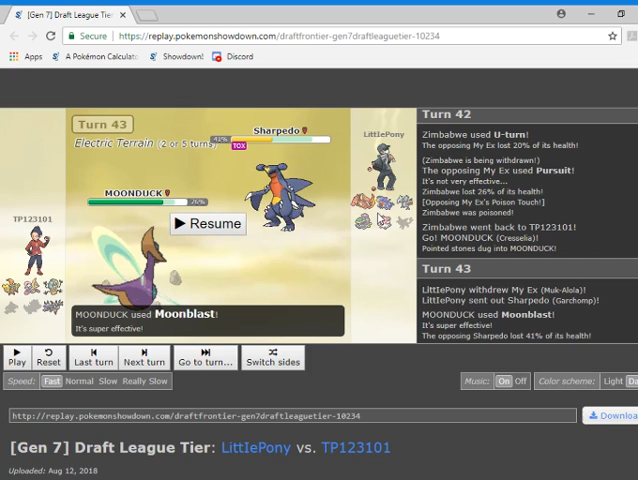 [Gen 7] Draft League Tier
Secure
https://replay.pokemonshowdown.com/draftfrontier-gen7draftleaguetier-10234
Apps
A Pokémon Calculato
Showdown!
Discord
Turn 43
Electric Terrain (2 or 5 turns)
Sharpedo
TOX
MOONDUCK
76%
Resume
TP123101
LittlePony
MOONDUCK used Moonblast!
It's super effective!
Turn 42
Zimbabwe used U-turn!
The opposing My Ex lost 20% of its health!
(Zimbabwe is being withdrawn!)
The opposing My Ex used Pursuit!
It's not very effective...
Zimbabwe lost 26% of its health!
[Opposing My Ex's Poison Touch!]
Zimbabwe was poisoned!
Zimbabwe went back to TP123101!
Go! MOONDUCK (Cresselia)!
Pointed stones dug into MOONDUCK!
Turn 43
LittlePony withdrew My Ex (Muk-Alola)!
LittlePony sent out Sharpedo (Garchomp)!
MOONDUCK used Moonblast!
It's super effective!
The opposing Sharpedo lost 41% of its health!
Play
Reset
Last turn
Next turn
Go to turn...
Switch sides
Speed: Fast Normal Slow Really Slow
Music: On Off
Color scheme: Light Da
http://replay.pokemonshowdown.com/draftfrontier-gen7draftleaguetier-10234
Downloa
[Gen 7] Draft League Tier: LittlePony vs. TP123101
Uploaded: Aug 12, 2018